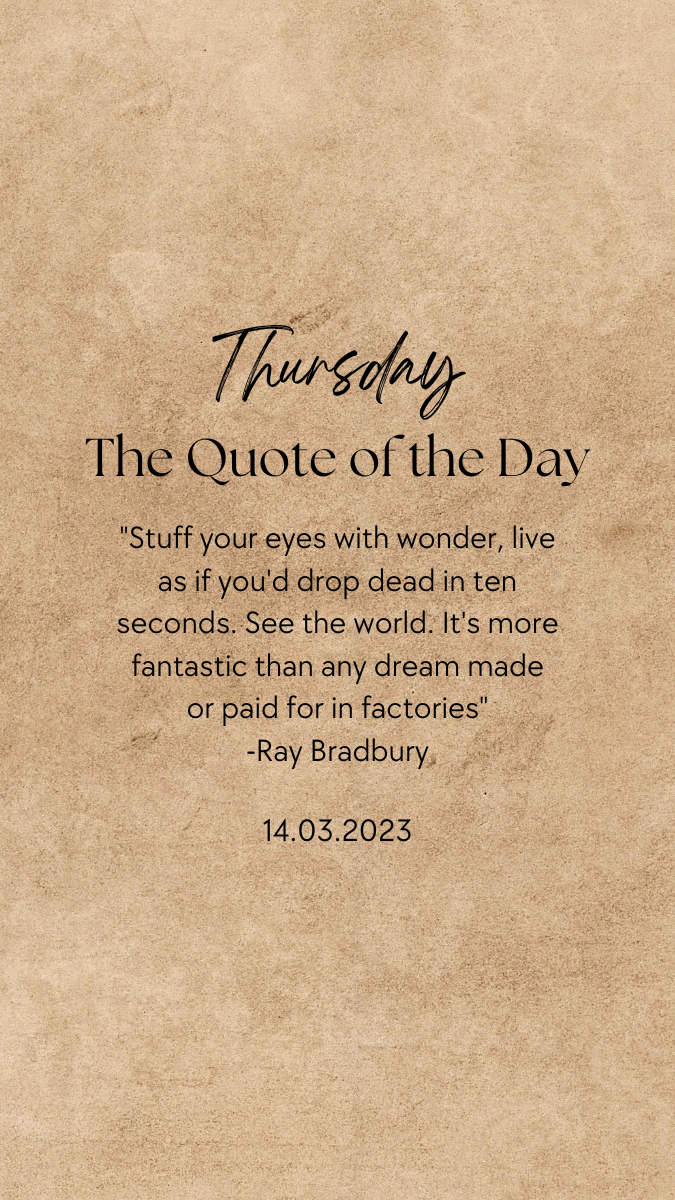 Thursday
The Quote of the Day
"Stuff your eyes with wonder, live
as if you'd drop dead in ten
seconds. See the world. It's more
fantastic than any dream made
or paid for in factories"
-Ray Bradbury
14.03.2023